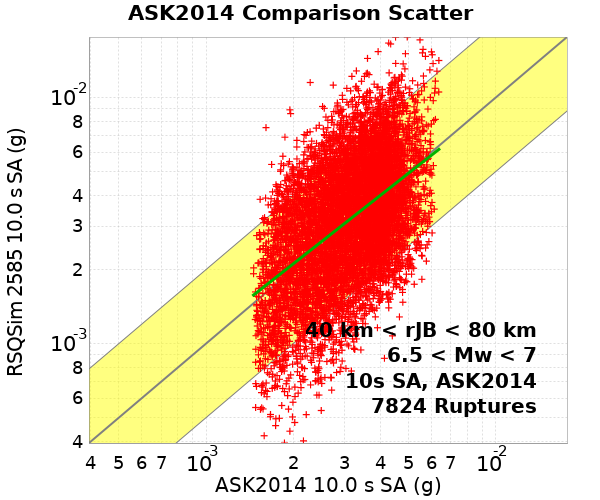 ASK2014 Comparison Scatter
RSQSim 2585 10.0 s SA (g)
10-2
8
6
4
3
2
10-3
8
6
4
40 km < rJB < 80 km
6.5 < Mw < 7
10s SA, ASK2014
7824 Ruptures
4 5 6 7 10-3 2 3 4 5 6 7 10-2
ASK2014 10.0 s SA (g)